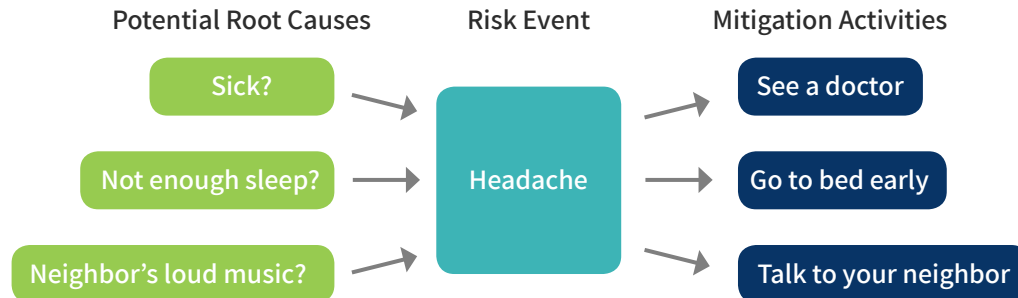 Potential Root Causes
Risk Event
Mitigation Activities
Sick?
See a doctor
Not enough sleep?
Headache
Go to bed early
Neighbor’s loud music?
Talk to your neighbor